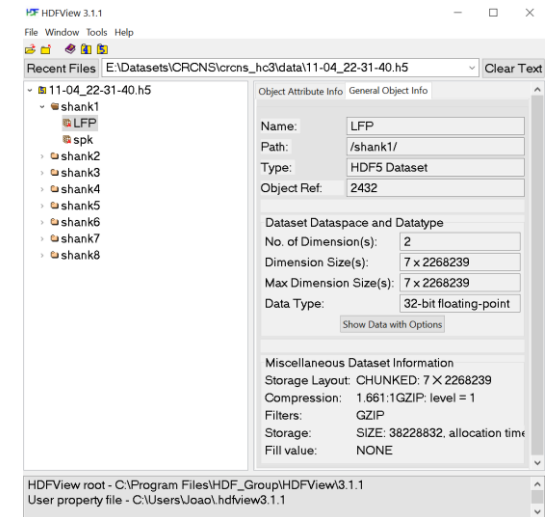 HDFView 3.1.1
File Window Tools Help
Recent Files E:\Datasets\CRCNS\crcns_hc3\data\11-04_22-31-40.h5 Clear Text
11-04_22-31-40.h5
shank1
LFP
spk
shank2
shank3
shank4
shank5
shank6
shank7
shank8
Object Attribute Info General Object Info
Name: LFP
Path: /shank1/
Type: HDF5 Dataset
Object Ref: 2432
Dataset Dataspace and Datatype
No. of Dimension(s): 2
Dimension Size(s): 7 x 2268239
Max Dimension Size(s): 7 x 2268239
Data Type: 32-bit floating-point
Show Data with Options
Miscellaneous Dataset Information
Storage Layout: CHUNKED: 7 X 2268239
Compression: 1.661:1GZIP: level = 1
Filters: GZIP
Storage: SIZE: 38228832, allocation time
Fill value: NONE
HDFView root - C:\Program Files\HDF_Group\HDFView\3.1.1
User property file - C:\Users\Joao\.hdfview3.1.1